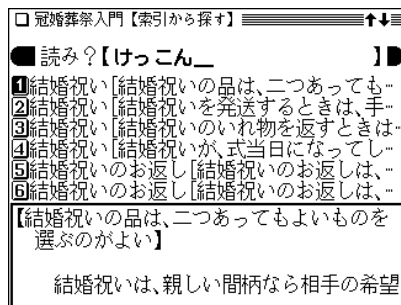 冠婚葬祭入門【索引から探す】
読み?【けっこん_ 】
1結婚祝い[結婚祝いの品は、二つあっても…
2結婚祝い[結婚祝いを発送するときは、手…
3結婚祝い[結婚祝いのいれ物を返すときは…
4結婚祝い[結婚祝いが、式当日になってし…
5結婚祝いのお返し[結婚祝いのお返しは、…
6結婚祝いのお返し[結婚祝いのお返しは、…
【結婚祝いの品は、二つあってもよいものを
選ぶのがよい】
結婚祝いは、親しい間柄なら相手の希望